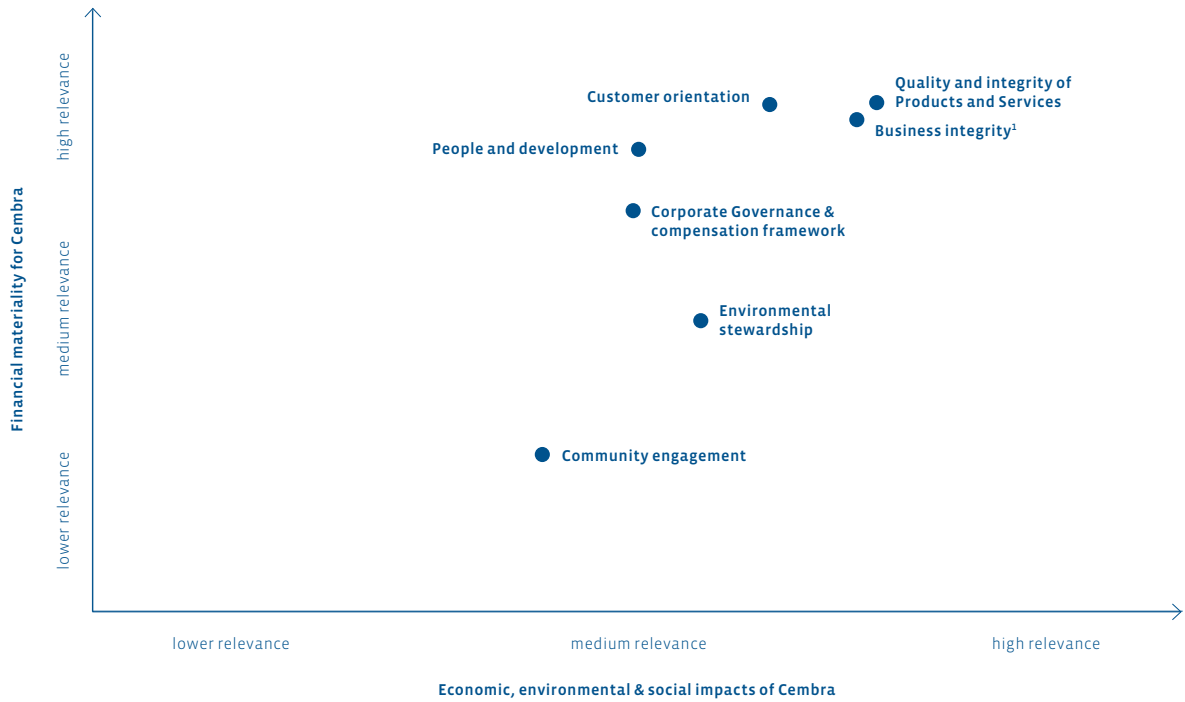 Financial materiality for Cembra
high relevance
medium relevance
lower relevance
Quality and integrity of
Products and Services
Customer orientation
Business integrity¹
People and development
Corporate Governance &
compensation framework
Environmental
stewardship
Community engagement
lower relevance
medium relevance
high relevance
Economic, environmental & social impacts of Cembra